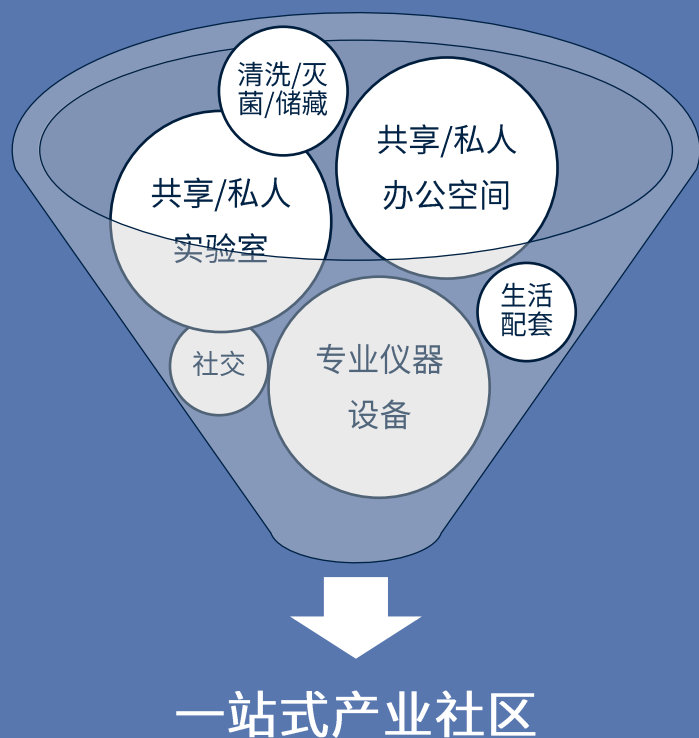 清洗/灭
菌/储藏
共享/私人
办公空间
共享/私人
实验室
生活
配套
社交
专业仪器
设备
一站式产业社区